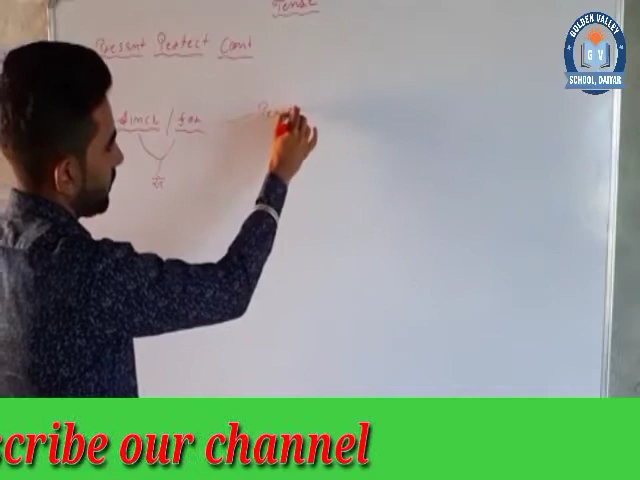 Tense
Present Perfect Cont
since / for
से
GOLDEN VALLEY
G V
SCHOOL, DAIYAR
scribe our channel